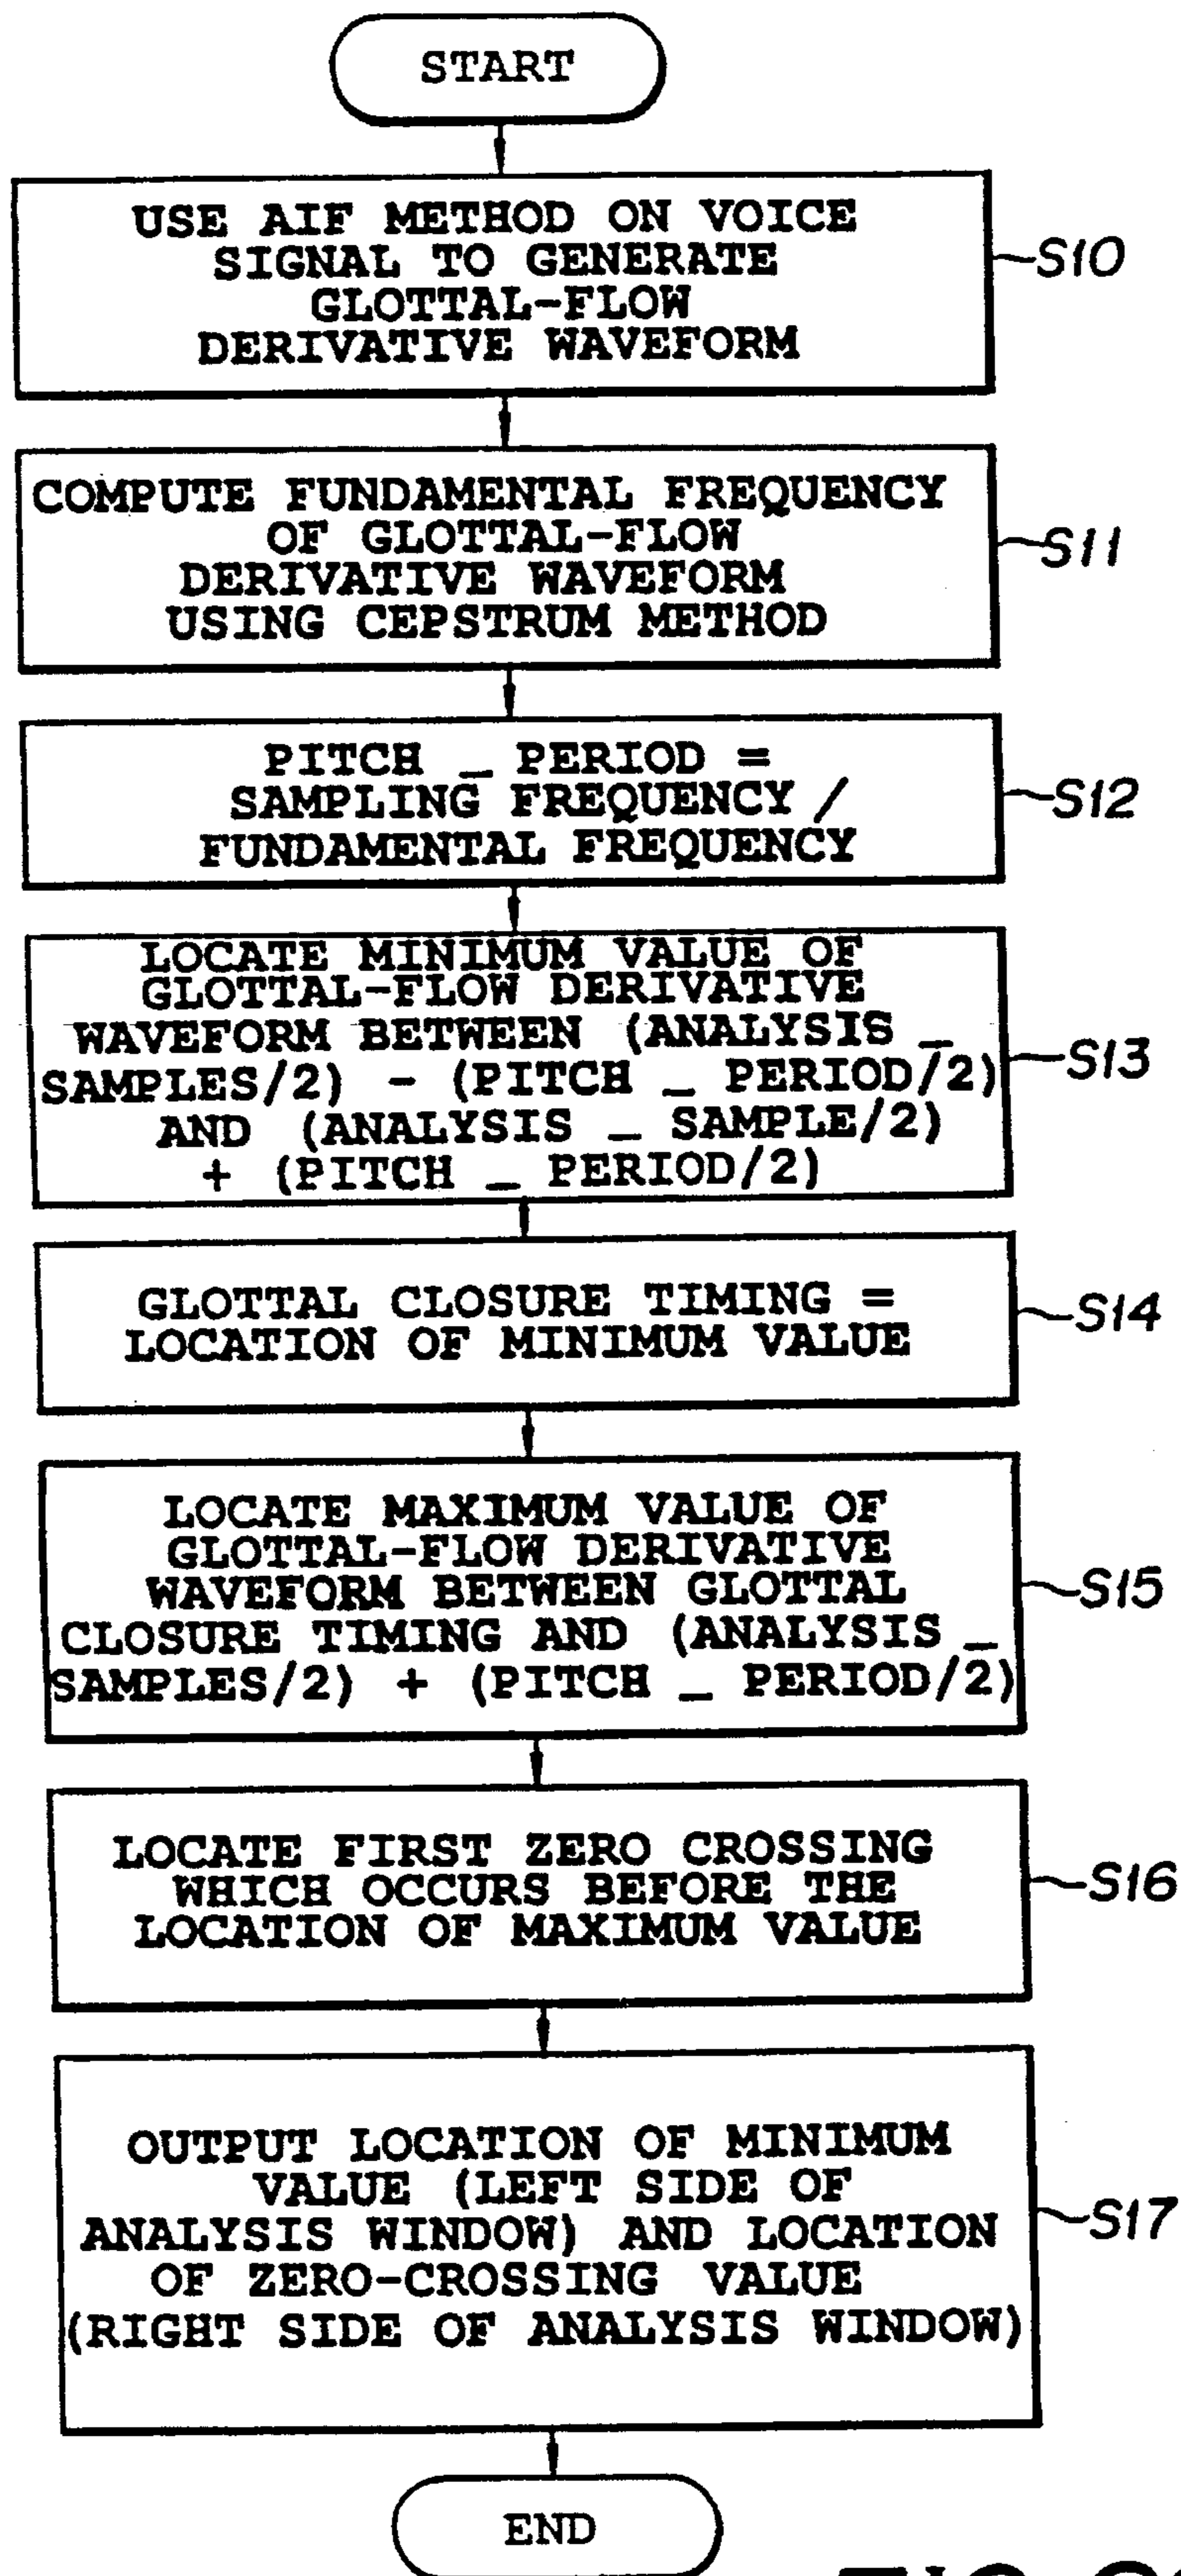 START
USE AIF METHOD ON VOICE
SIGNAL TO GENERATE
GLOTTAL-FLOW
DERIVATIVE WAVEFORM
S10
COMPUTE FUNDAMENTAL FREQUENCY
OF GLOTTAL-FLOW
DERIVATIVE WAVEFORM
USING CEPSTRUM METHOD
S11
PITCH _ PERIOD =
SAMPLING FREQUENCY /
FUNDAMENTAL FREQUENCY
S12
LOCATE MINIMUM VALUE OF
GLOTTAL-FLOW DERIVATIVE
WAVEFORM BETWEEN (ANALYSIS _
SAMPLES/2) - (PITCH _ PERIOD/2)
AND (ANALYSIS _ SAMPLE/2)
+ (PITCH _ PERIOD/2)
S13
GLOTTAL CLOSURE TIMING =
LOCATION OF MINIMUM VALUE
S14
LOCATE MAXIMUM VALUE OF
GLOTTAL-FLOW DERIVATIVE
WAVEFORM BETWEEN GLOTTAL
CLOSURE TIMING AND (ANALYSIS _
SAMPLES/2) + (PITCH _ PERIOD/2)
S15
LOCATE FIRST ZERO CROSSING
WHICH OCCURS BEFORE THE
LOCATION OF MAXIMUM VALUE
S16
OUTPUT LOCATION OF MINIMUM
VALUE (LEFT SIDE OF
ANALYSIS WINDOW) AND LOCATION
OF ZERO-CROSSING VALUE
(RIGHT SIDE OF ANALYSIS WINDOW)
S17
END